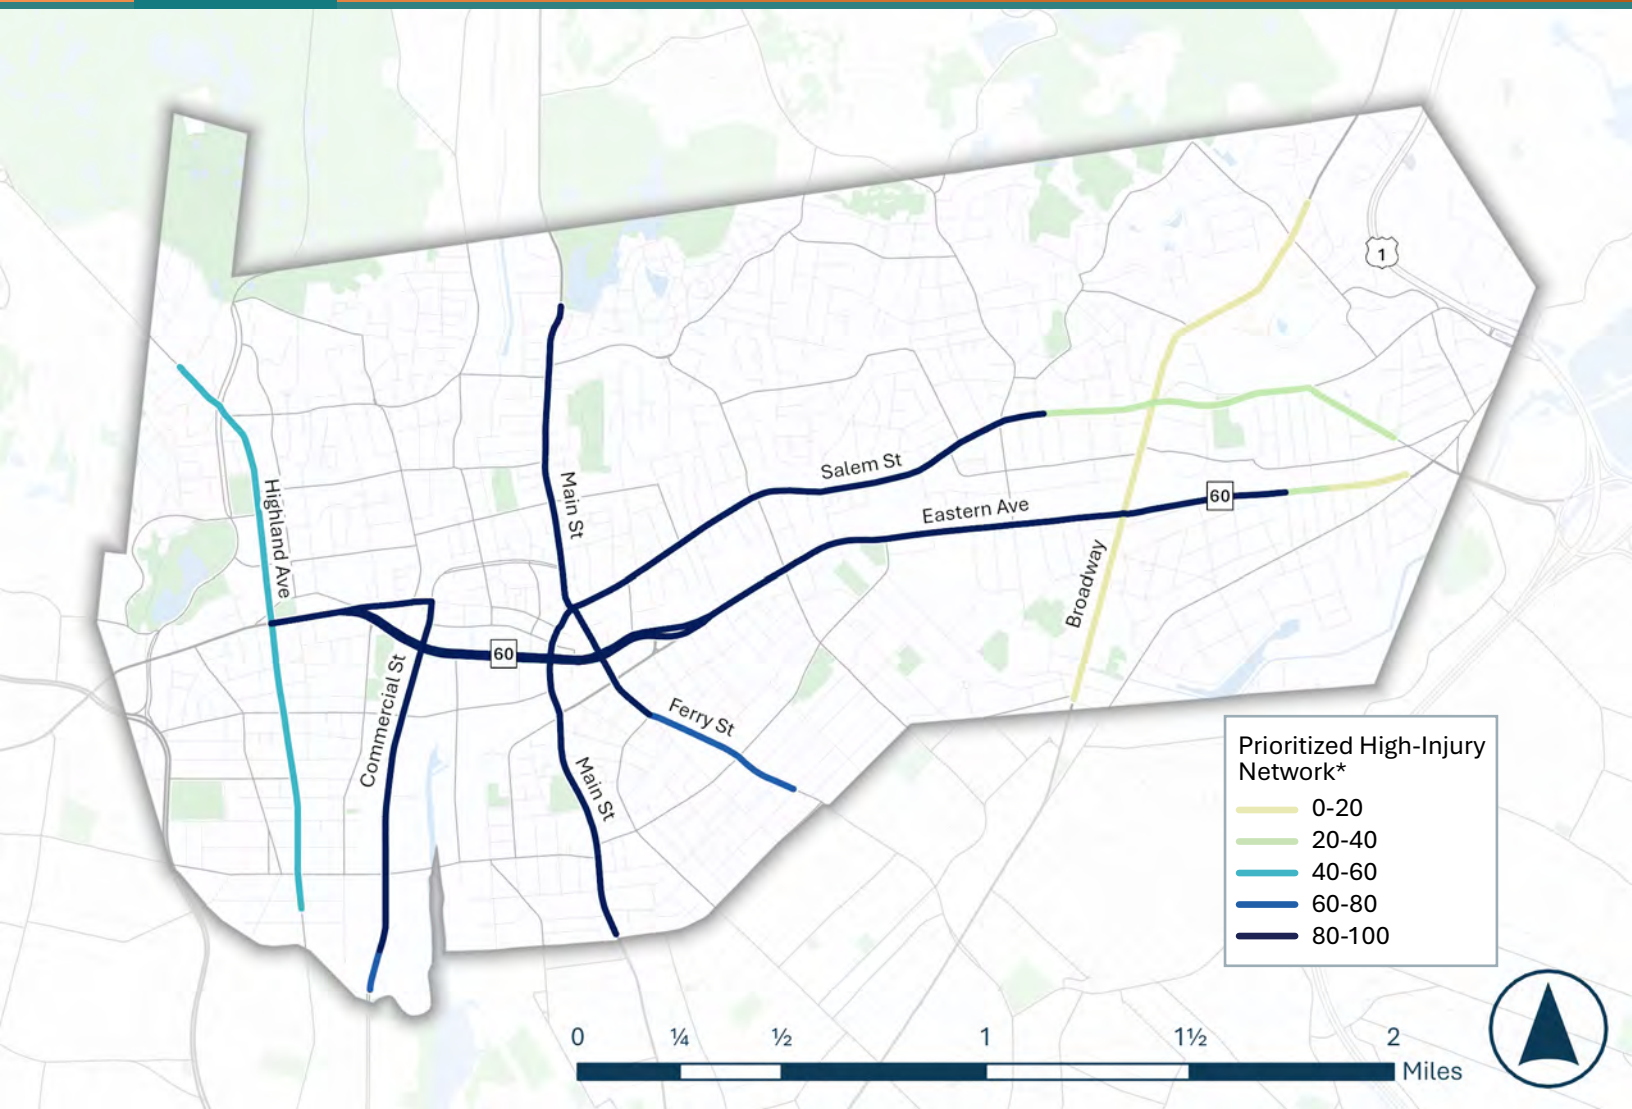 1
Salem St
Main St
Highland Ave
60
Eastern Ave
Broadway
60
Commercial St
Ferry St
Main St
Prioritized High-Injury
Network*
0-20
20-40
40-60
60-80
80-100
0 ¼ ½ 1 1½ 2
Miles